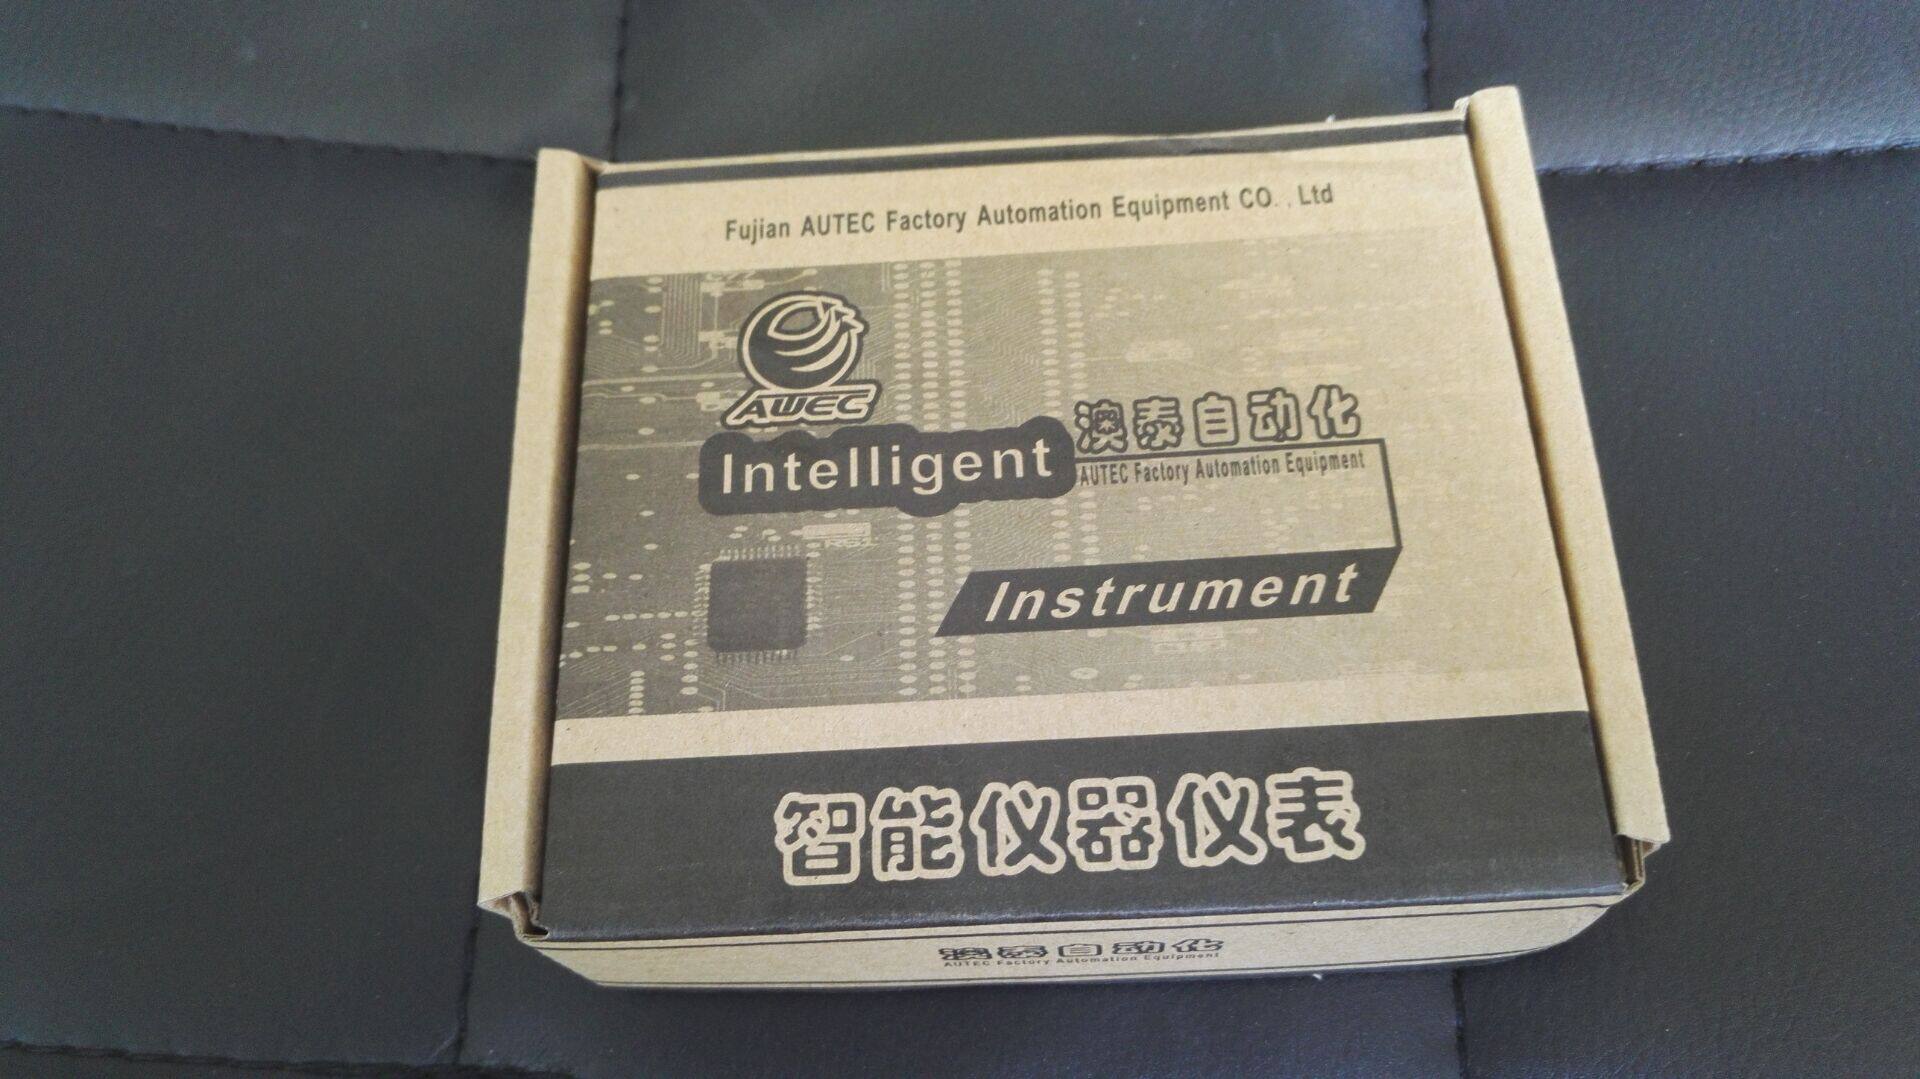 Fujian AUTEC Factory Automation Equipment CO. , Ltd
AWEC
澳泰自动化
Intelligent
AUTEC Factory Automation Equipment
Instrument
智能仪器仪表
澳泰自动化
AUTEC Factory Automation Equipment